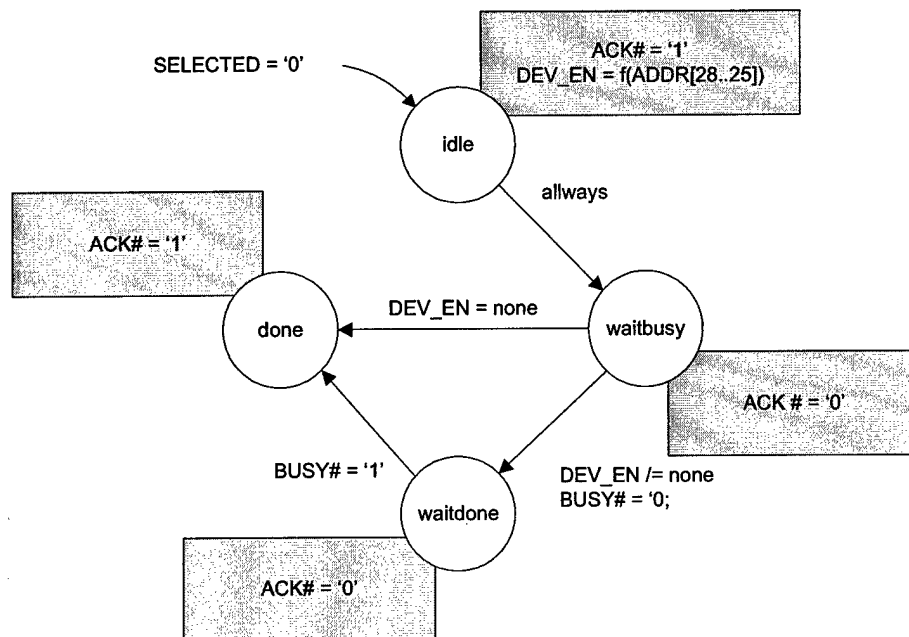 ACK# = ‘1’
SELECTED = ‘0’
DEV_EN = f(ADDR[28..25])
idle
allways
ACK# = ‘1’
DEV_EN = none
done
waitbusy
ACK # = ‘0’
BUSY# = ‘1’
DEV_EN /= none
BUSY# = ‘0;
waitdone
ACK# = ‘0’